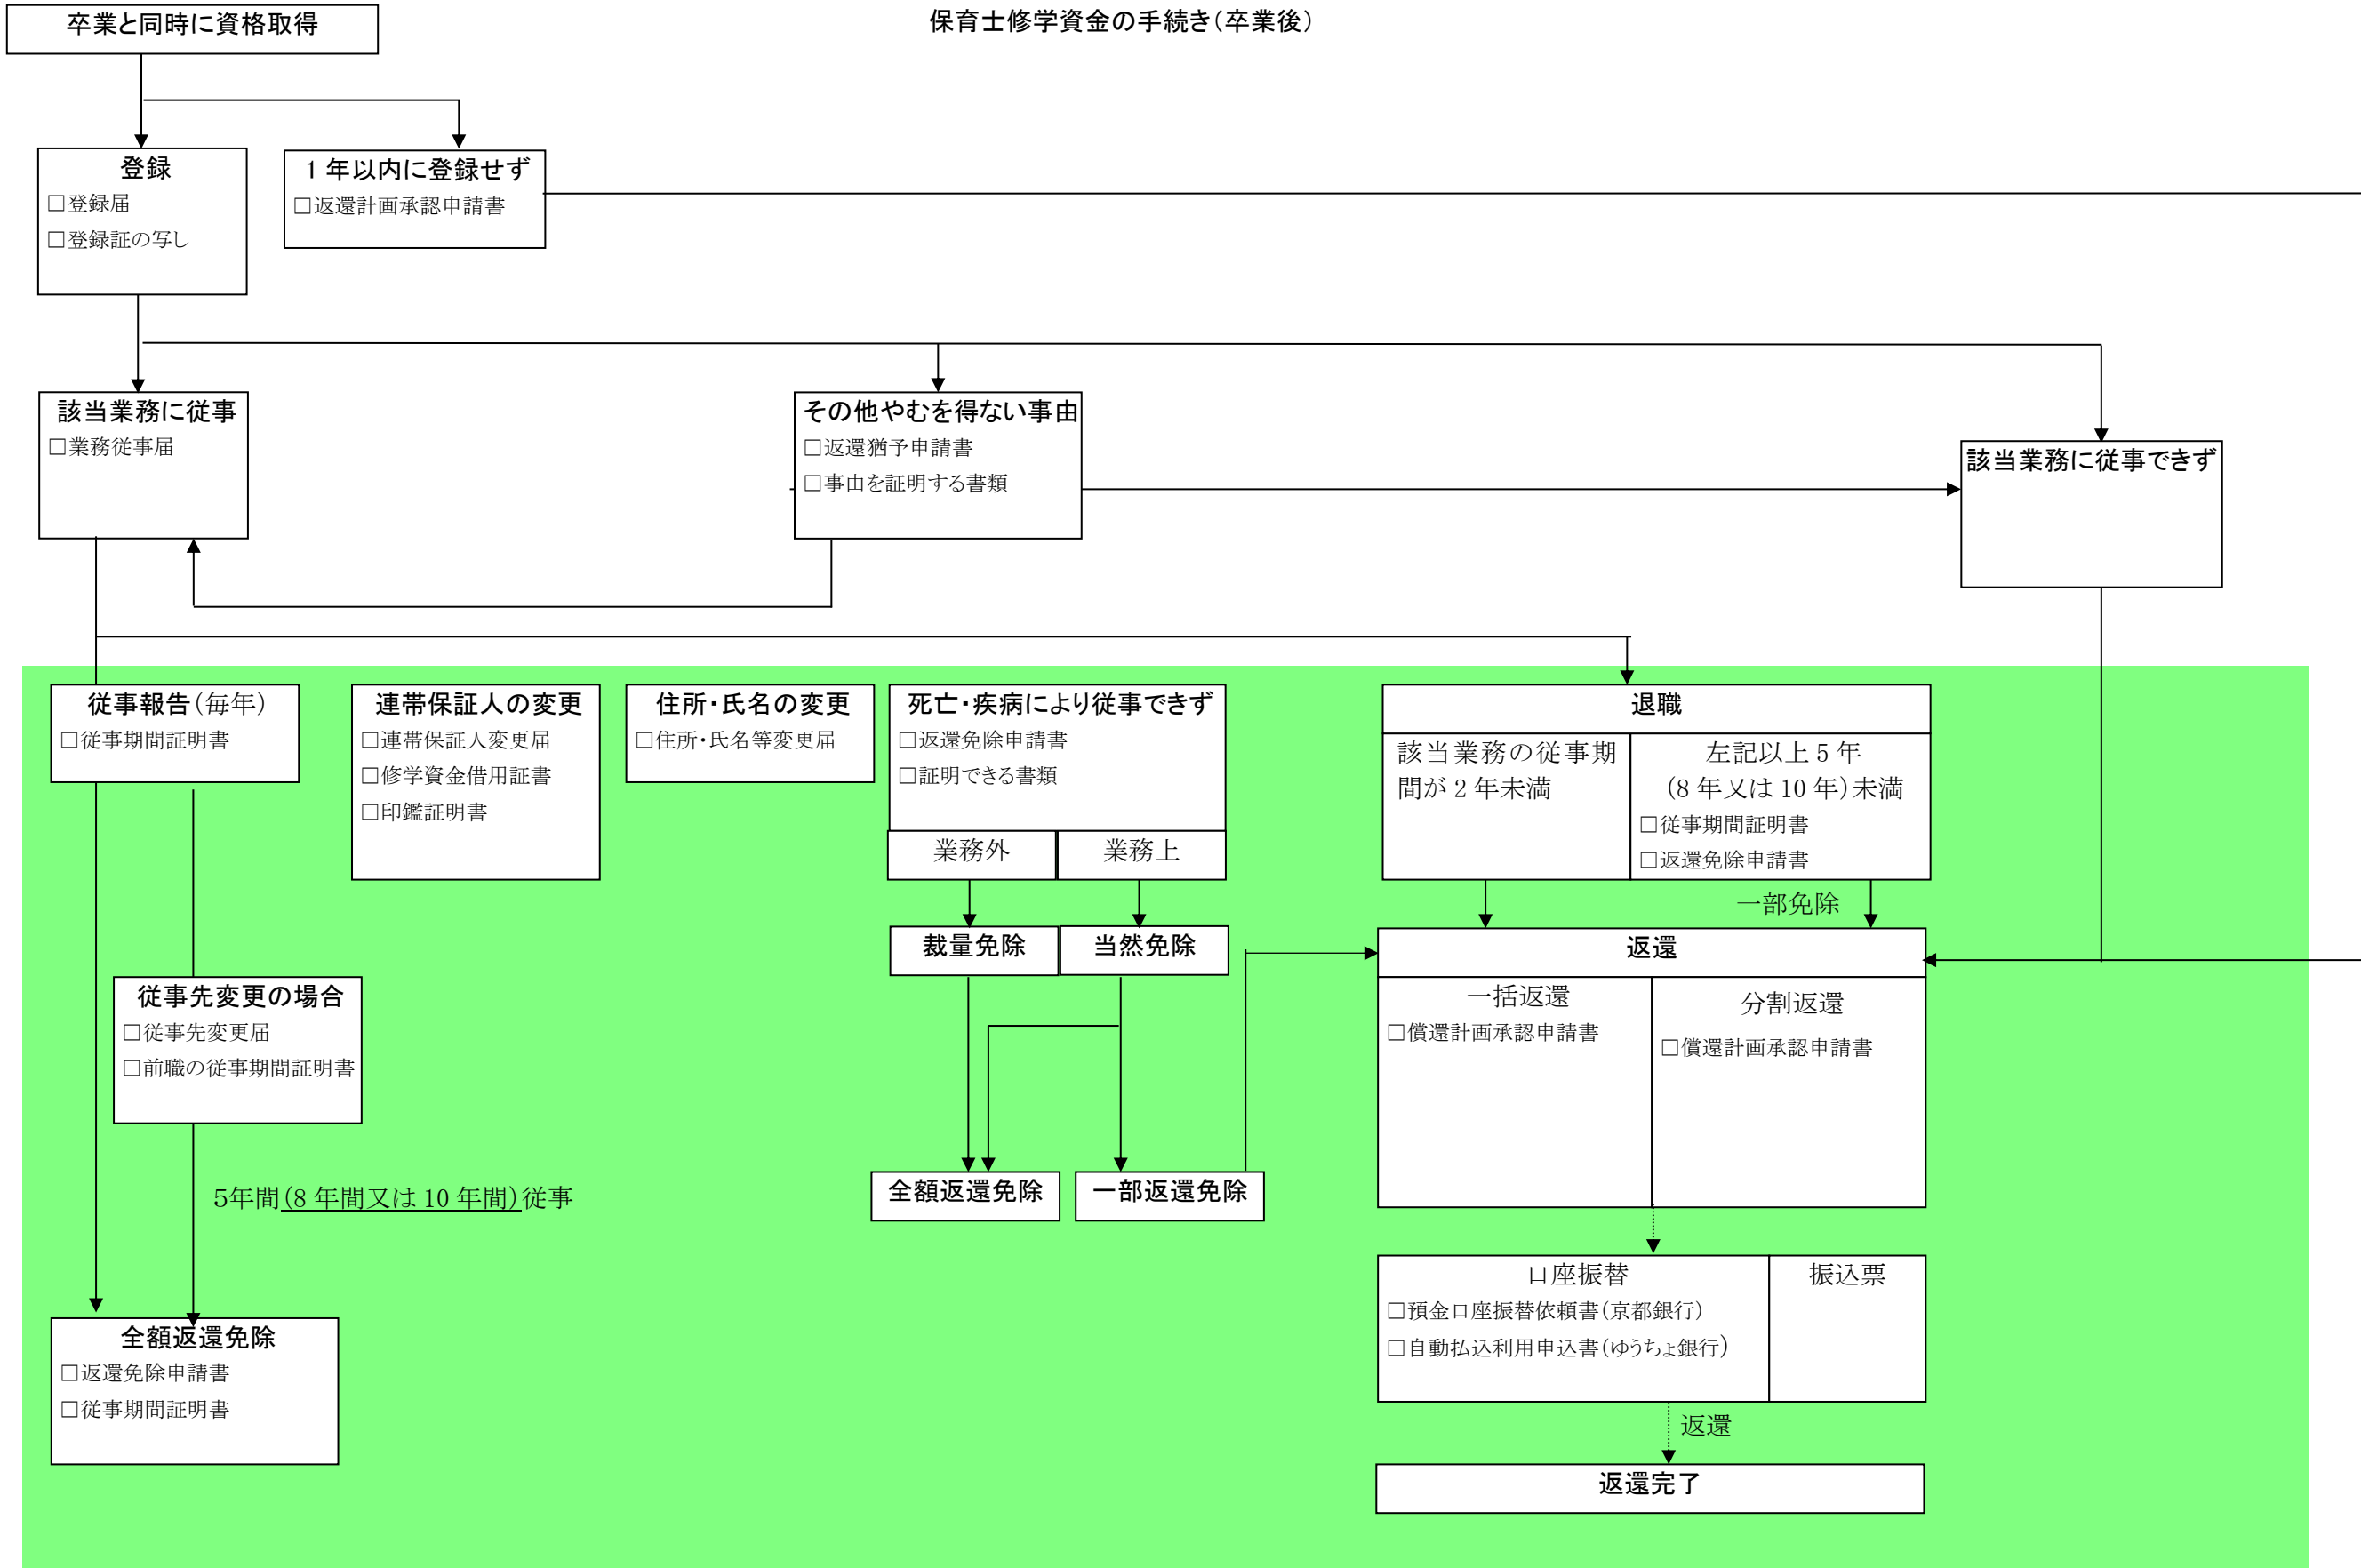 卒業と同時に資格取得
保育士修学資金の手続き（卒業後）
登録
□登録届
□登録証の写し
１年以内に登録せず
□返還計画承認申請書
該当業務に従事
□業務従事届
その他やむを得ない事由
□返還猶予申請書
□事由を証明する書類
該当業務に従事できず
従事報告（毎年）
□従事期間証明書
連帯保証人の変更
□連帯保証人変更届
□修学資金借用証書
□印鑑証明書
住所・氏名の変更
□住所・氏名等変更届
死亡・疾病により従事できず
□返還免除申請書
□証明できる書類
業務外
業務上
退職
該当業務の従事期
間が 2 年未満
左記以上 5 年
（8 年又は 10 年）未満
□従事期間証明書
□返還免除申請書
一部免除
裁量免除
当然免除
返還
一括返還
□償還計画承認申請書
分割返還
□償還計画承認申請書
従事先変更の場合
□従事先変更届
□前職の従事期間証明書
5年間(8 年間又は 10 年間)従事
全額返還免除
一部返還免除
口座振替
□預金口座振替依頼書（京都銀行）
□自動払込利用申込書（ゆうちょ銀行）
振込票
全額返還免除
□返還免除申請書
□従事期間証明書
返還
返還完了